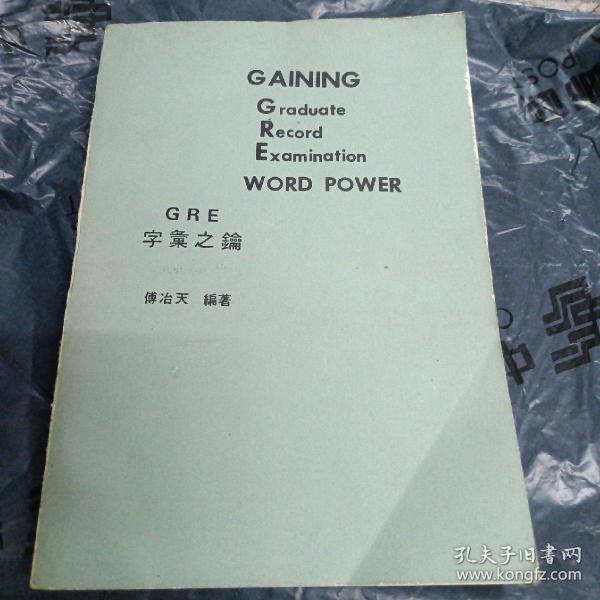 GAINING
Graduate
Record
Examination
WORD POWER
GRE
字彙之鑰
傅冶天 編著
孔夫子旧书网
www.kongfz.com